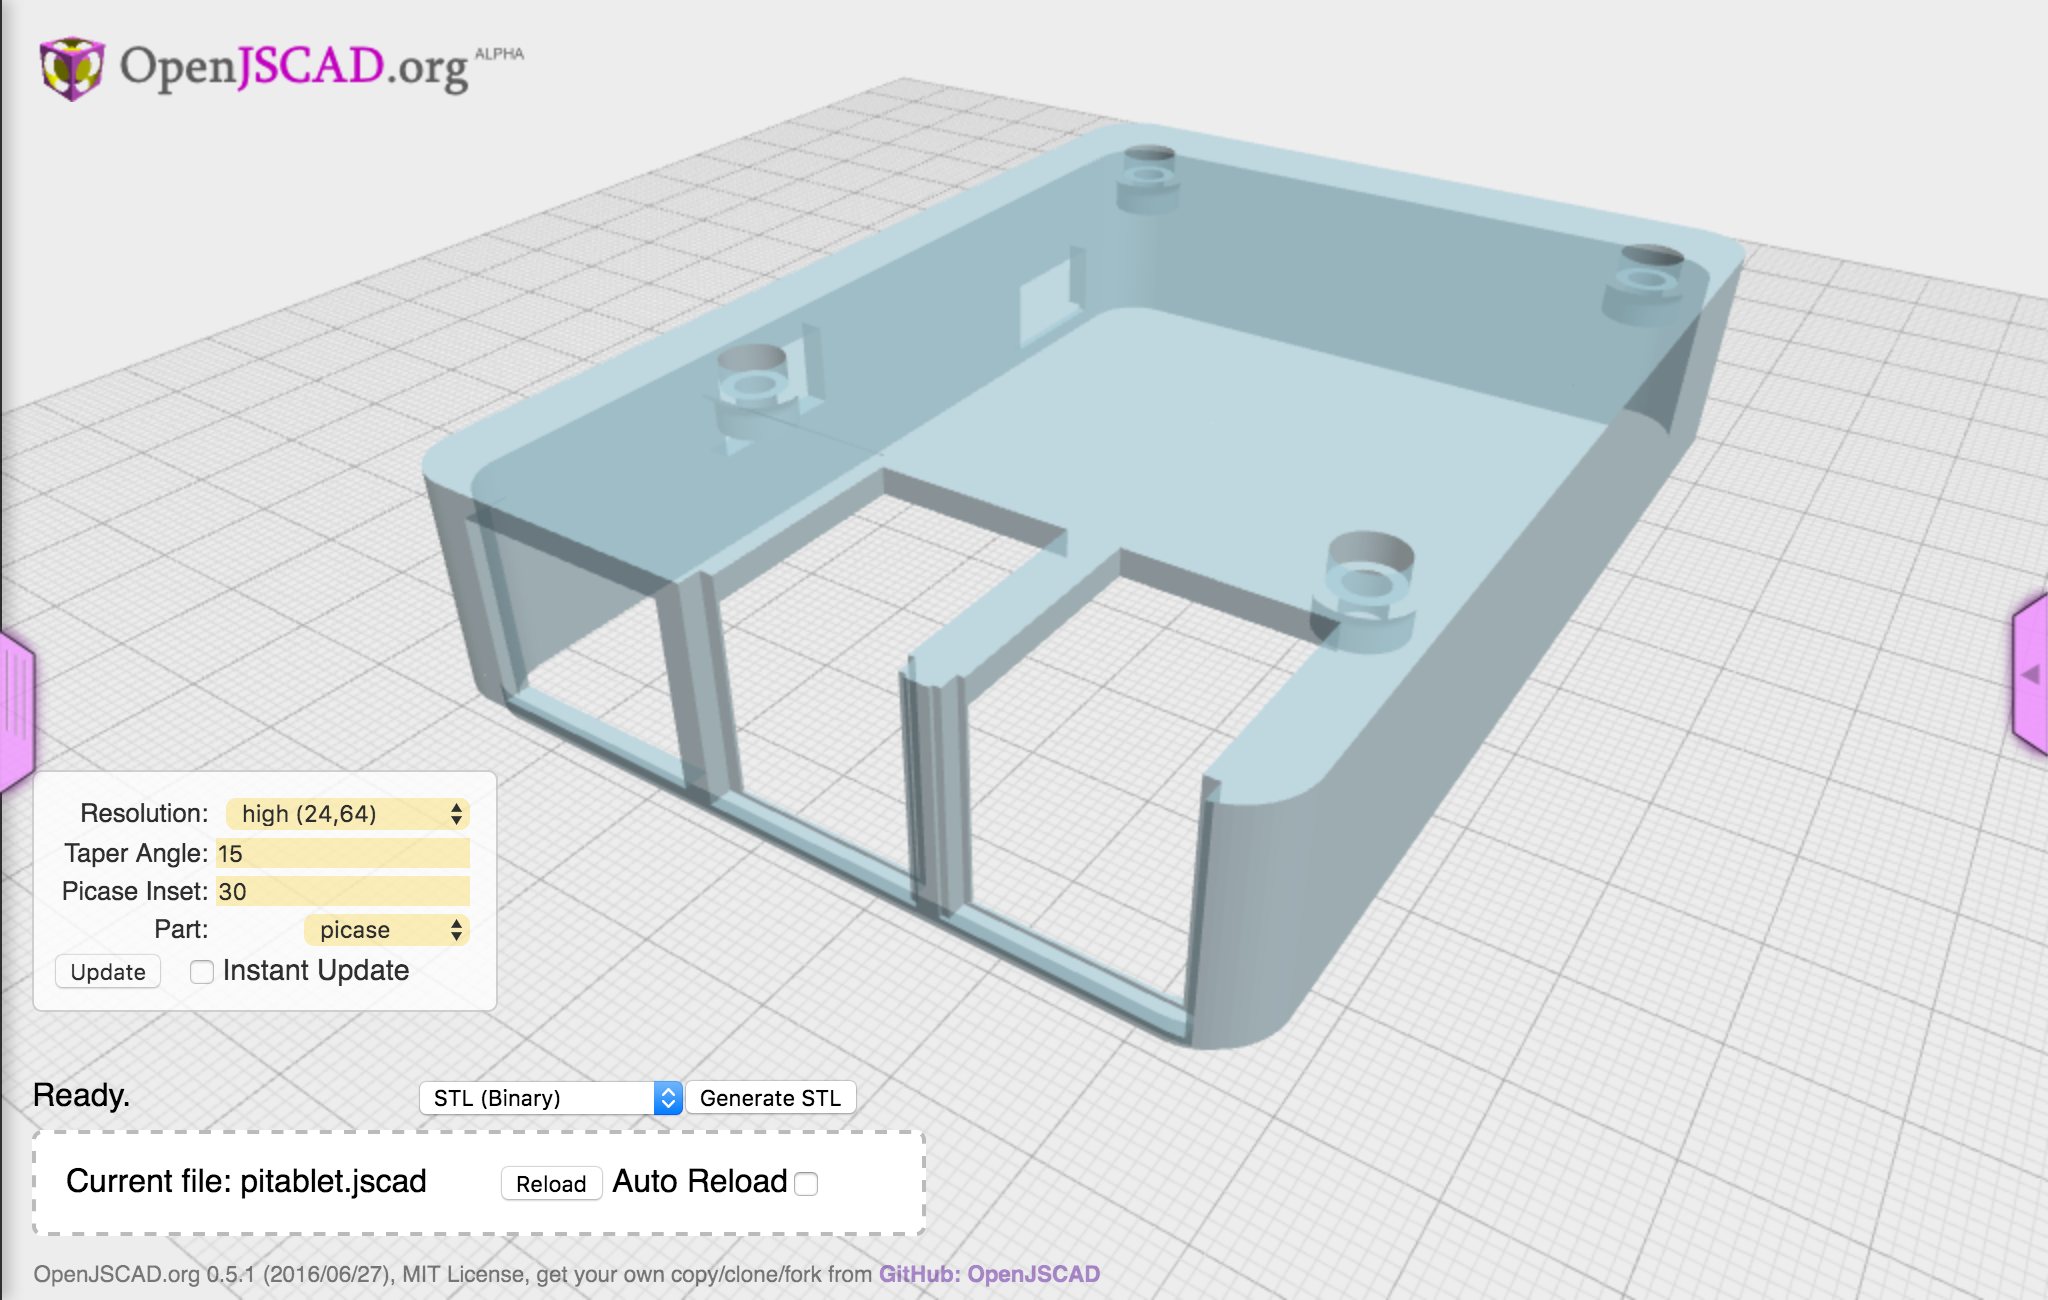 OpenJSCAD.org ALPHA
Resolution: high (24,64)
Taper Angle: 15
Picase Inset: 30
Part: picase
Update Instant Update
Ready. STL (Binary) Generate STL
Current file: pitablet.jscad Reload Auto Reload
OpenJSCAD.org 0.5.1 (2016/06/27), MIT License, get your own copy/clone/fork from GitHub: OpenJSCAD